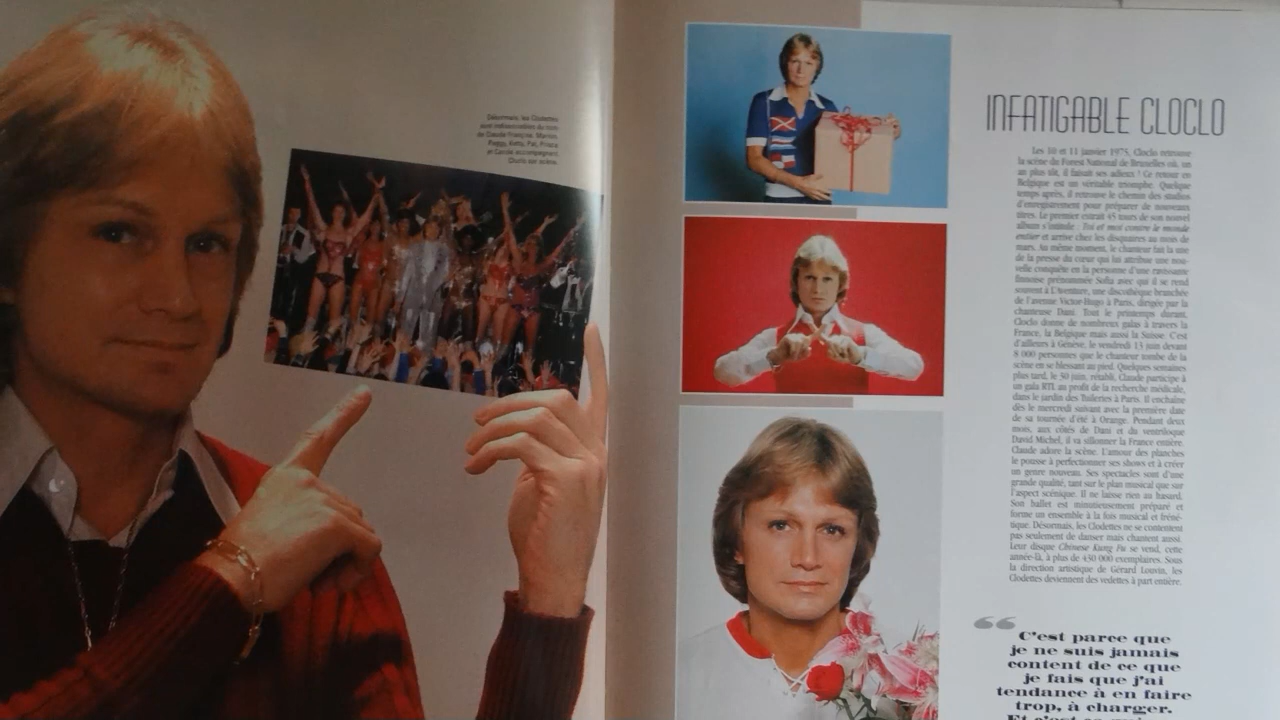 Désormais, les Clodettes
sont indissociables du nom
de Claude François. Marion,
Peggy, Ketty, Pat, Prisca
et Carole accompagnent
Cloclo sur scène.
INFATIGABLE CLOCLO
Les 10 et 11 janvier 1975, Cloclo retrouve
la scène du Forest National de Bruxelles où, un
an plus tôt, il faisait ses adieux ! Ce retour en
Belgique est un véritable triomphe. Quelque
temps après, il retrouve le chemin des studios
d'enregistrement pour préparer de nouveaux
titres. Le premier extrait 45 tours de son nouvel
album s'intitule : Toi et moi contre le monde
entier et arrive chez les disquaires au mois de
mars. Au même moment, le chanteur fait la une
de la presse du cœur qui lui attribue une nou-
velle conquête en la personne d'une ravissante
finnoise prénommée Sofia avec qui il se rend
souvent à L'Aventure, une discothèque branchée
de l'avenue Victor-Hugo à Paris, dirigée par la
chanteuse Dani. Tout le printemps durant,
Cloclo donne de nombreux galas à travers la
France, la Belgique mais aussi la Suisse. C'est
d'ailleurs à Genève, le vendredi 13 juin devant
8 000 personnes que le chanteur tombe de la
scène en se blessant au pied. Quelques semaines
plus tard, le 30 juin, rétabli, Claude participe à
un gala RTL au profit de la recherche médicale,
dans le jardin des Tuileries à Paris. Il enchaîne
dès le mercredi suivant avec la première date
de sa tournée d'été à Orange. Pendant deux
mois, aux côtés de Dani et du ventriloque
David Michel, il va sillonner la France entière.
Claude adore la scène. L'amour des planches
le pousse à perfectionner ses shows et à créer
un genre nouveau. Ses spectacles sont d'une
grande qualité, tant sur le plan musical que sur
l'aspect scénique. Il ne laisse rien au hasard.
Son ballet est minutieusement préparé et
forme un ensemble à la fois musical et fréné-
tique. Désormais, les Clodettes ne se contentent
pas seulement de danser mais chantent aussi.
Leur disque Chinese Kung Fu se vend, cette
année-là, à plus de 430 000 exemplaires. Sous
la direction artistique de Gérard Louvin, les
Clodettes deviennent des vedettes à part entière.
“ C'est parce que
je ne suis jamais
content de ce que
je fais que j'ai
tendance à en faire
trop, à charger.
Et c'est